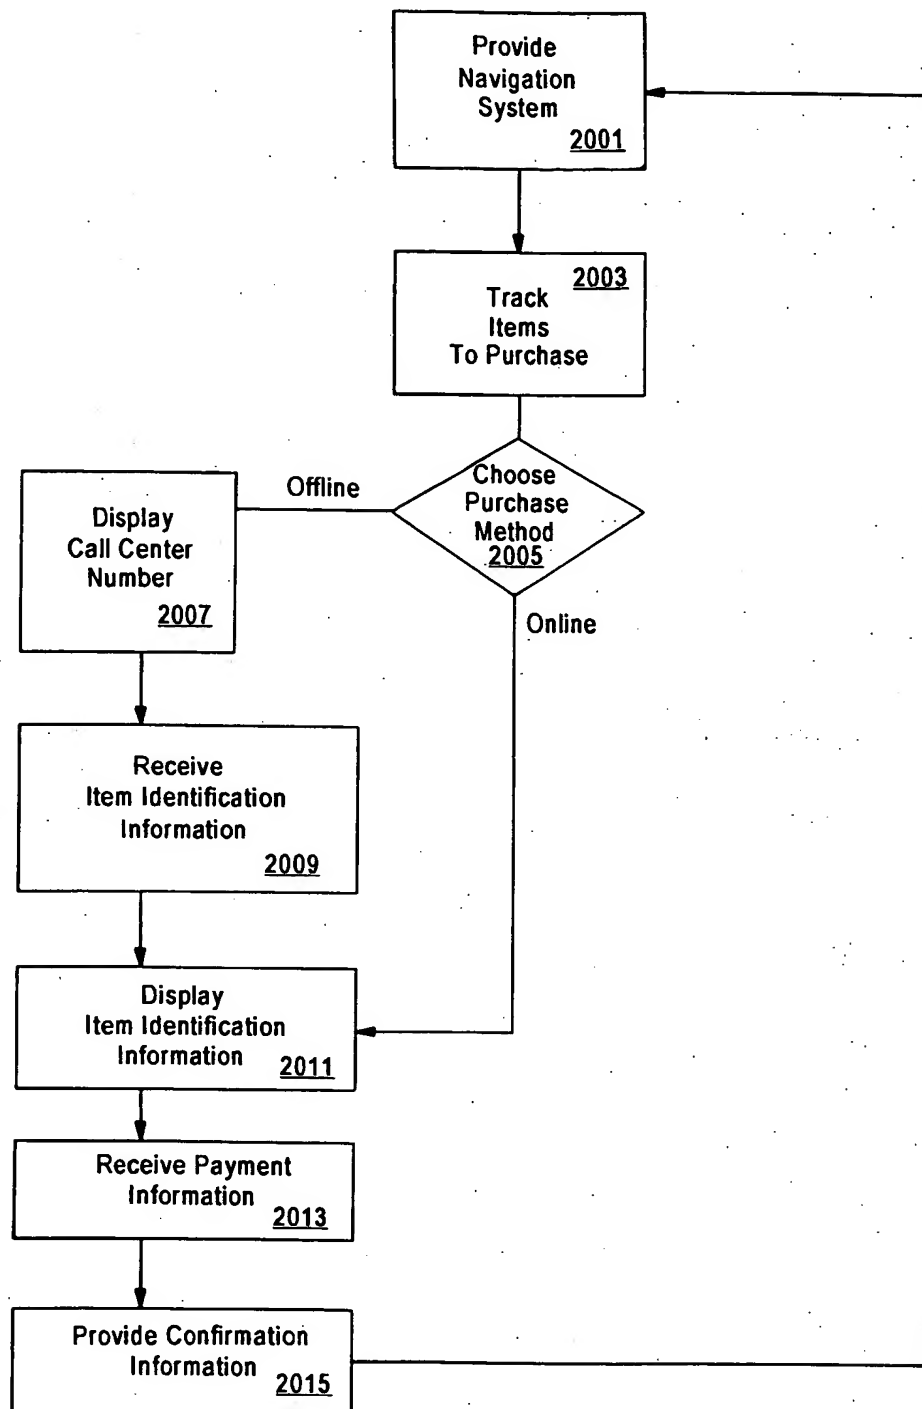 Provide
Navigation
System
2001
2003
Track
Items
To Purchase
Choose
Purchase
Method
2005
Offline
Online
Display
Call Center
Number
2007
Receive
Item Identification
Information
2009
Display
Item Identification
Information
2011
Receive Payment
Information
2013
Provide Confirmation
Information
2015